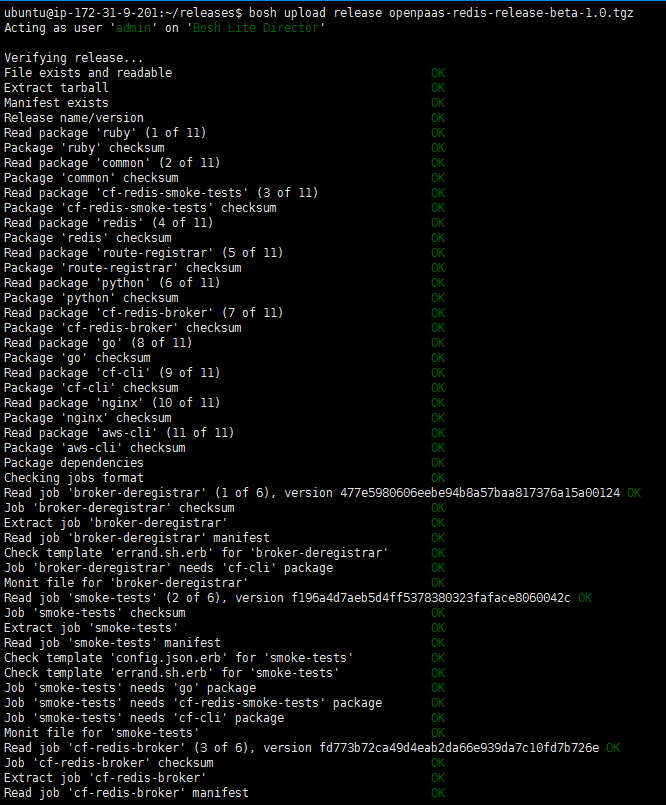 ubuntu@ip-172-31-9-201:~/releases$ bosh upload release openpaas-redis-release-beta-1.0.tgz
Acting as user 'admin' on 'Bosh Lite Director'
Verifying release...
File exists and readable OK
Extract tarball OK
Manifest exists OK
Release name/version OK
Read package 'ruby' (1 of 11) OK
Package 'ruby' checksum OK
Read package 'common' (2 of 11) OK
Package 'common' checksum OK
Read package 'cf-redis-smoke-tests' (3 of 11) OK
Package 'cf-redis-smoke-tests' checksum OK
Read package 'redis' (4 of 11) OK
Package 'redis' checksum OK
Read package 'route-registrar' (5 of 11) OK
Package 'route-registrar' checksum OK
Read package 'python' (6 of 11) OK
Package 'python' checksum OK
Read package 'cf-redis-broker' (7 of 11) OK
Package 'cf-redis-broker' checksum OK
Read package 'go' (8 of 11) OK
Package 'go' checksum OK
Read package 'cf-cli' (9 of 11) OK
Package 'cf-cli' checksum OK
Read package 'nginx' (10 of 11) OK
Package 'nginx' checksum OK
Read package 'aws-cli' (11 of 11) OK
Package 'aws-cli' checksum OK
Package dependencies OK
Checking jobs format OK
Read job 'broker-deregistrar' (1 of 6), version 477e5980606eebe94b8a57baa817376a15a00124 OK
Job 'broker-deregistrar' checksum OK
Extract job 'broker-deregistrar' OK
Read job 'broker-deregistrar' manifest OK
Check template 'errand.sh.erb' for 'broker-deregistrar' OK
Job 'broker-deregistrar' needs 'cf-cli' package OK
Monit file for 'broker-deregistrar' OK
Read job 'smoke-tests' (2 of 6), version f196a4d7aeb5d4ff5378380323faface8060042c OK
Job 'smoke-tests' checksum OK
Extract job 'smoke-tests' OK
Read job 'smoke-tests' manifest OK
Check template 'config.json.erb' for 'smoke-tests' OK
Check template 'errand.sh.erb' for 'smoke-tests' OK
Job 'smoke-tests' needs 'go' package OK
Job 'smoke-tests' needs 'cf-redis-smoke-tests' package OK
Job 'smoke-tests' needs 'cf-cli' package OK
Monit file for 'smoke-tests' OK
Read job 'cf-redis-broker' (3 of 6), version fd773b72ca49d4eab2da66e939da7c10fd7b726e OK
Job 'cf-redis-broker' checksum OK
Extract job 'cf-redis-broker' OK
Read job 'cf-redis-broker' manifest OK